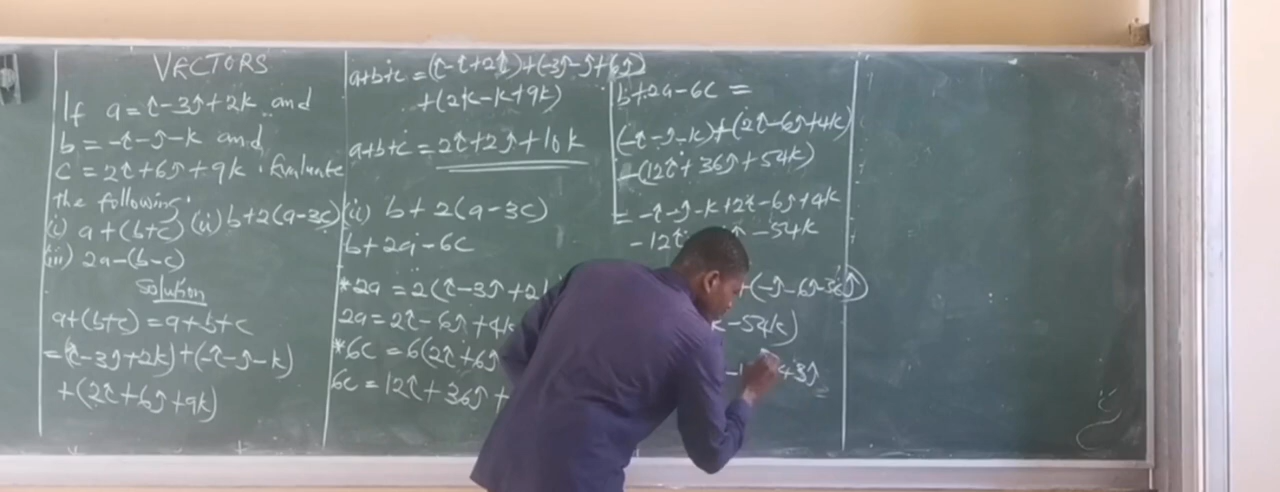 VECTORS
If a = i - 3j + 2k and
b = -i - j - k and
c = 2i + 6j + 9k. Evaluate
the following:
(i) a + (b+c) (ii) b + 2(a-3c)
(iii) 2a - (b-c)
Solution
a+(b+c) = a+b+c
= (i - 3j + 2k) + (-i - j - k)
+ (2i + 6j + 9k)
a+b+c = (i - i + 2i) + (-3j - j + 6j)
+ (2k - k + 9k)
a+b+c = 2i + 2j + 10k
(ii) b + 2(a - 3c)
b + 2a - 6c
*2a = 2(i - 3j + 2
2a = 2i - 6j + 4k
*6c = 6(2i + 6j
6c = 12i + 36j +
b + 2a - 6c =
(-i - j - k) + (2i - 6j + 4k)
- (12i + 36j + 54k)
= -i - j - k + 2i - 6j + 4k
- 12i - 54k
+ (-j - 6j - 36j)
- 54k)
43j